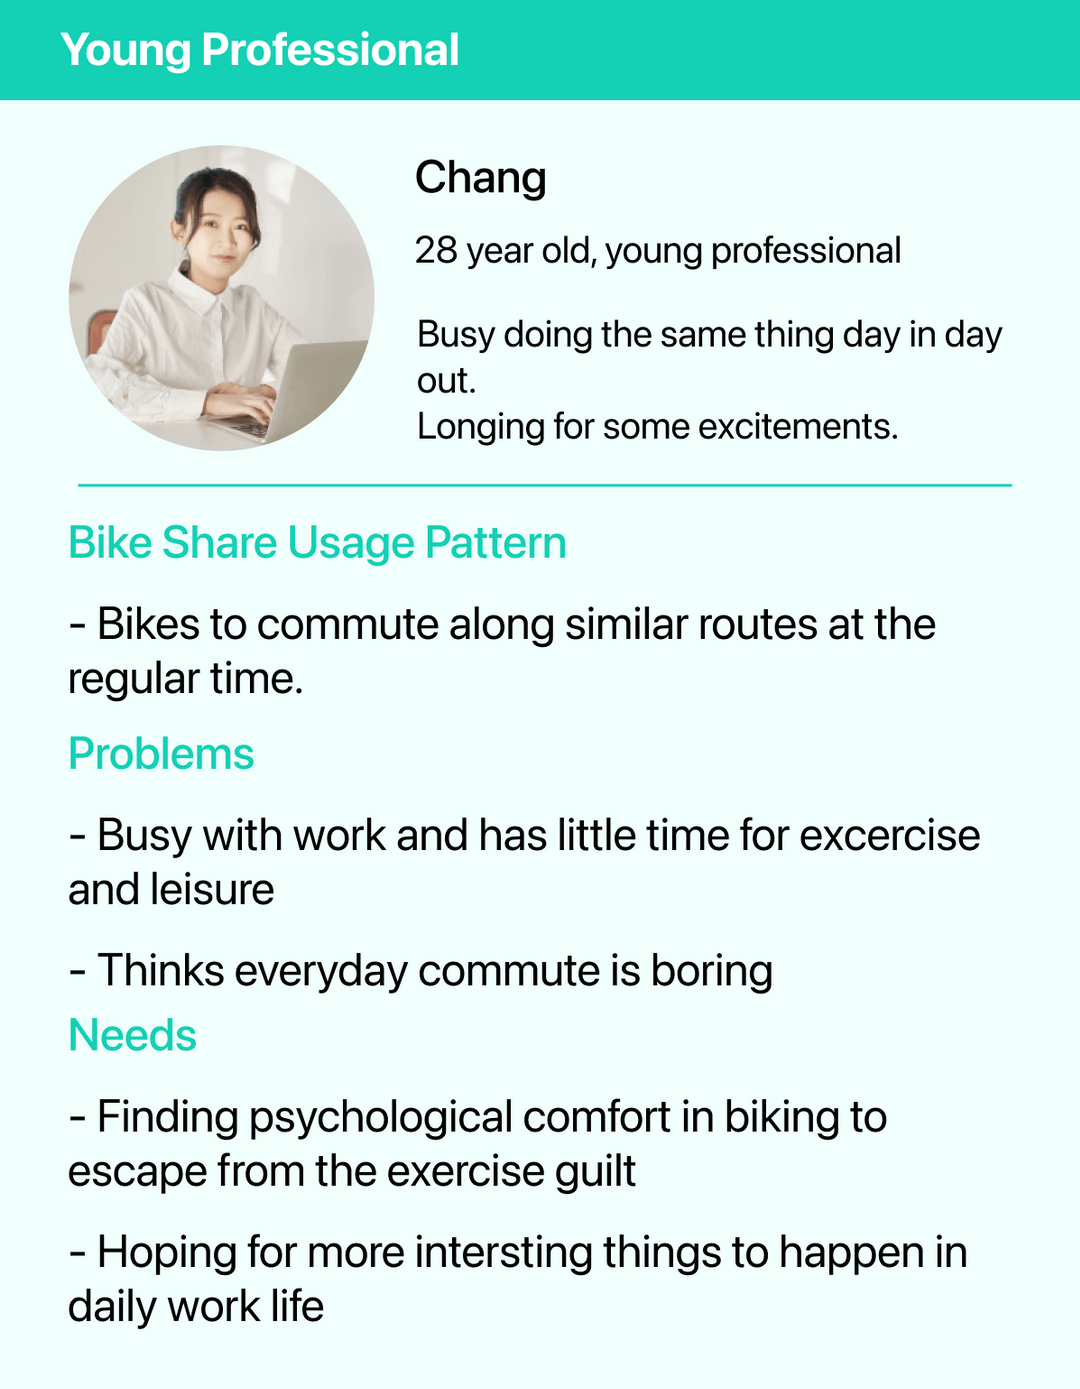 Young Professional
Chang
28 year old, young professional
Busy doing the same thing day in day
out.
Longing for some excitements.
Bike Share Usage Pattern
- Bikes to commute along similar routes at the
regular time.
Problems
- Busy with work and has little time for excercise
and leisure
- Thinks everyday commute is boring
Needs
- Finding psychological comfort in biking to
escape from the exercise guilt
- Hoping for more intersting things to happen in
daily work life